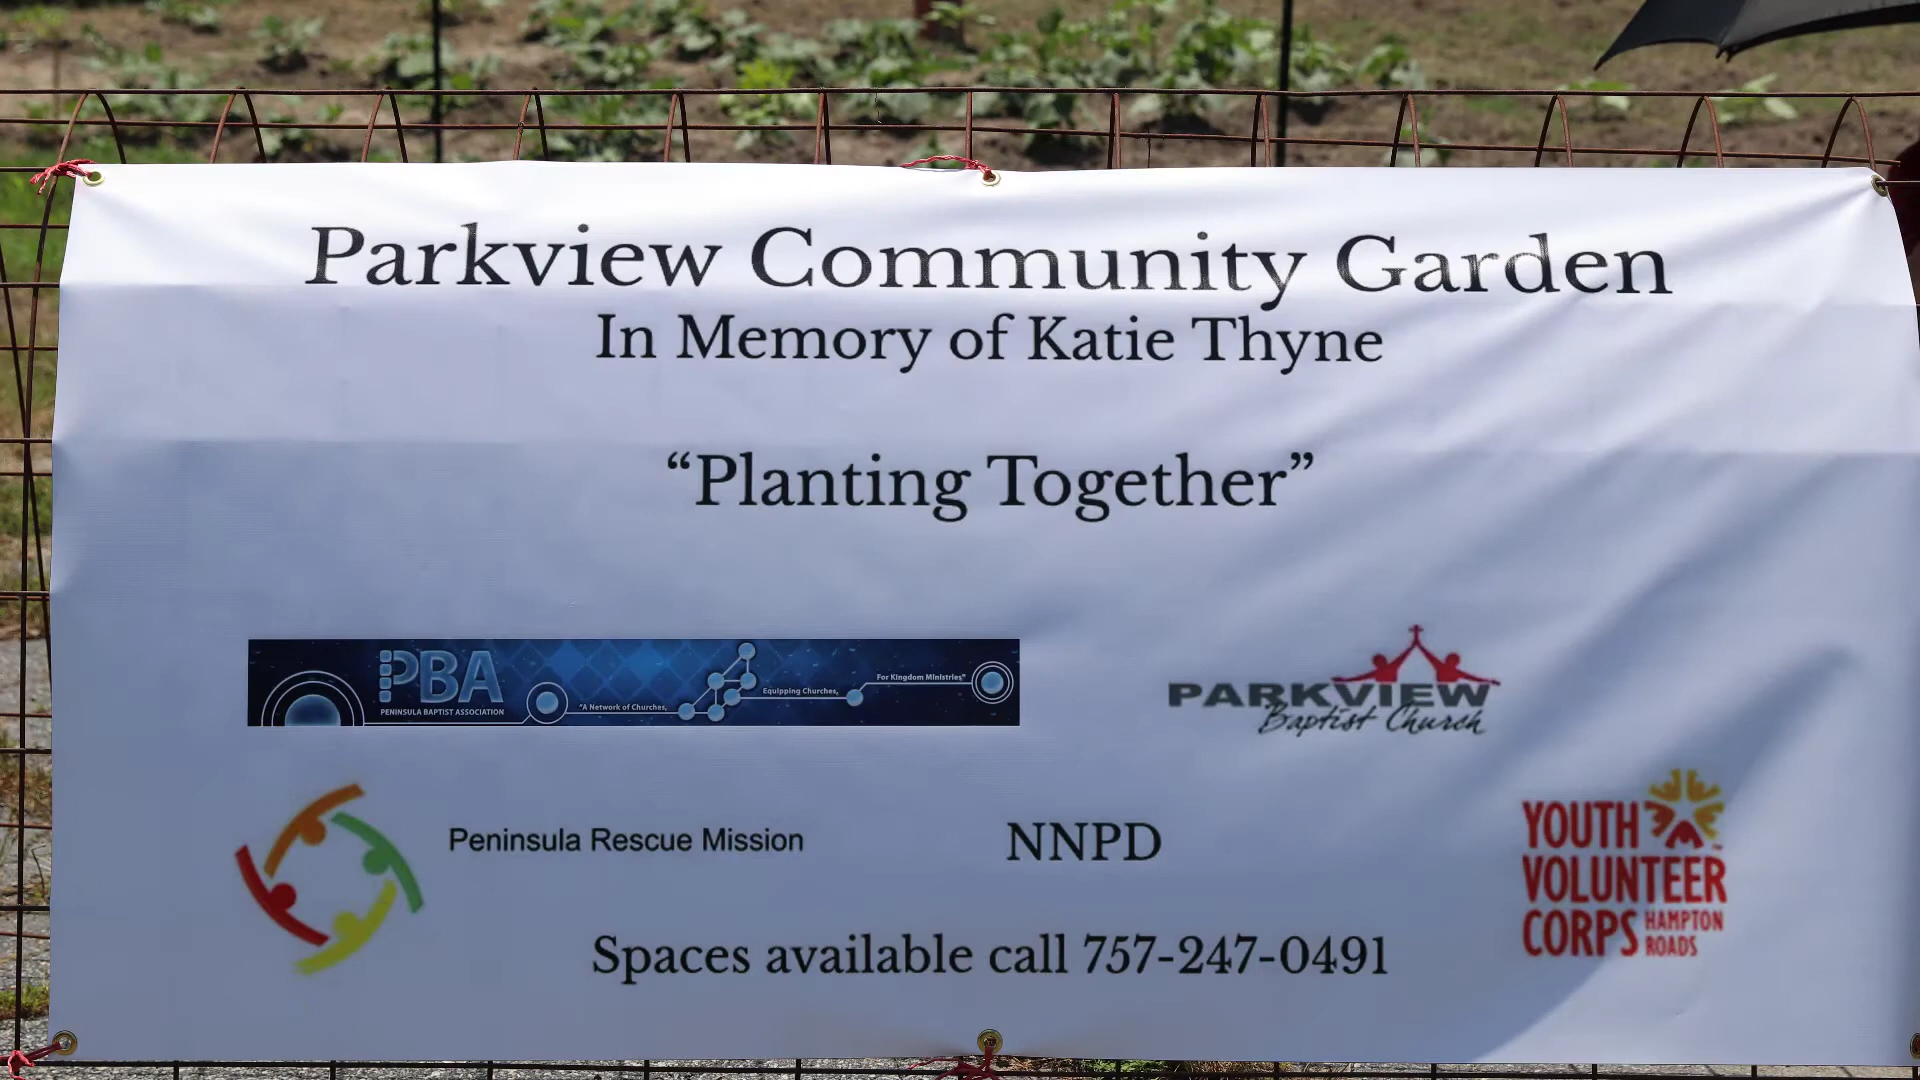 Parkview Community Garden
In Memory of Katie Thyne
“Planting Together”
PBA
PENINSULA BAPTIST ASSOCIATION
“A Network of Churches,
Equipping Churches,
For Kingdom Ministries”
PARKVIEW
Baptist Church
Peninsula Rescue Mission
NNPD
YOUTH
VOLUNTEER
CORPS
HAMPTON
ROADS
Spaces available call 757-247-0491